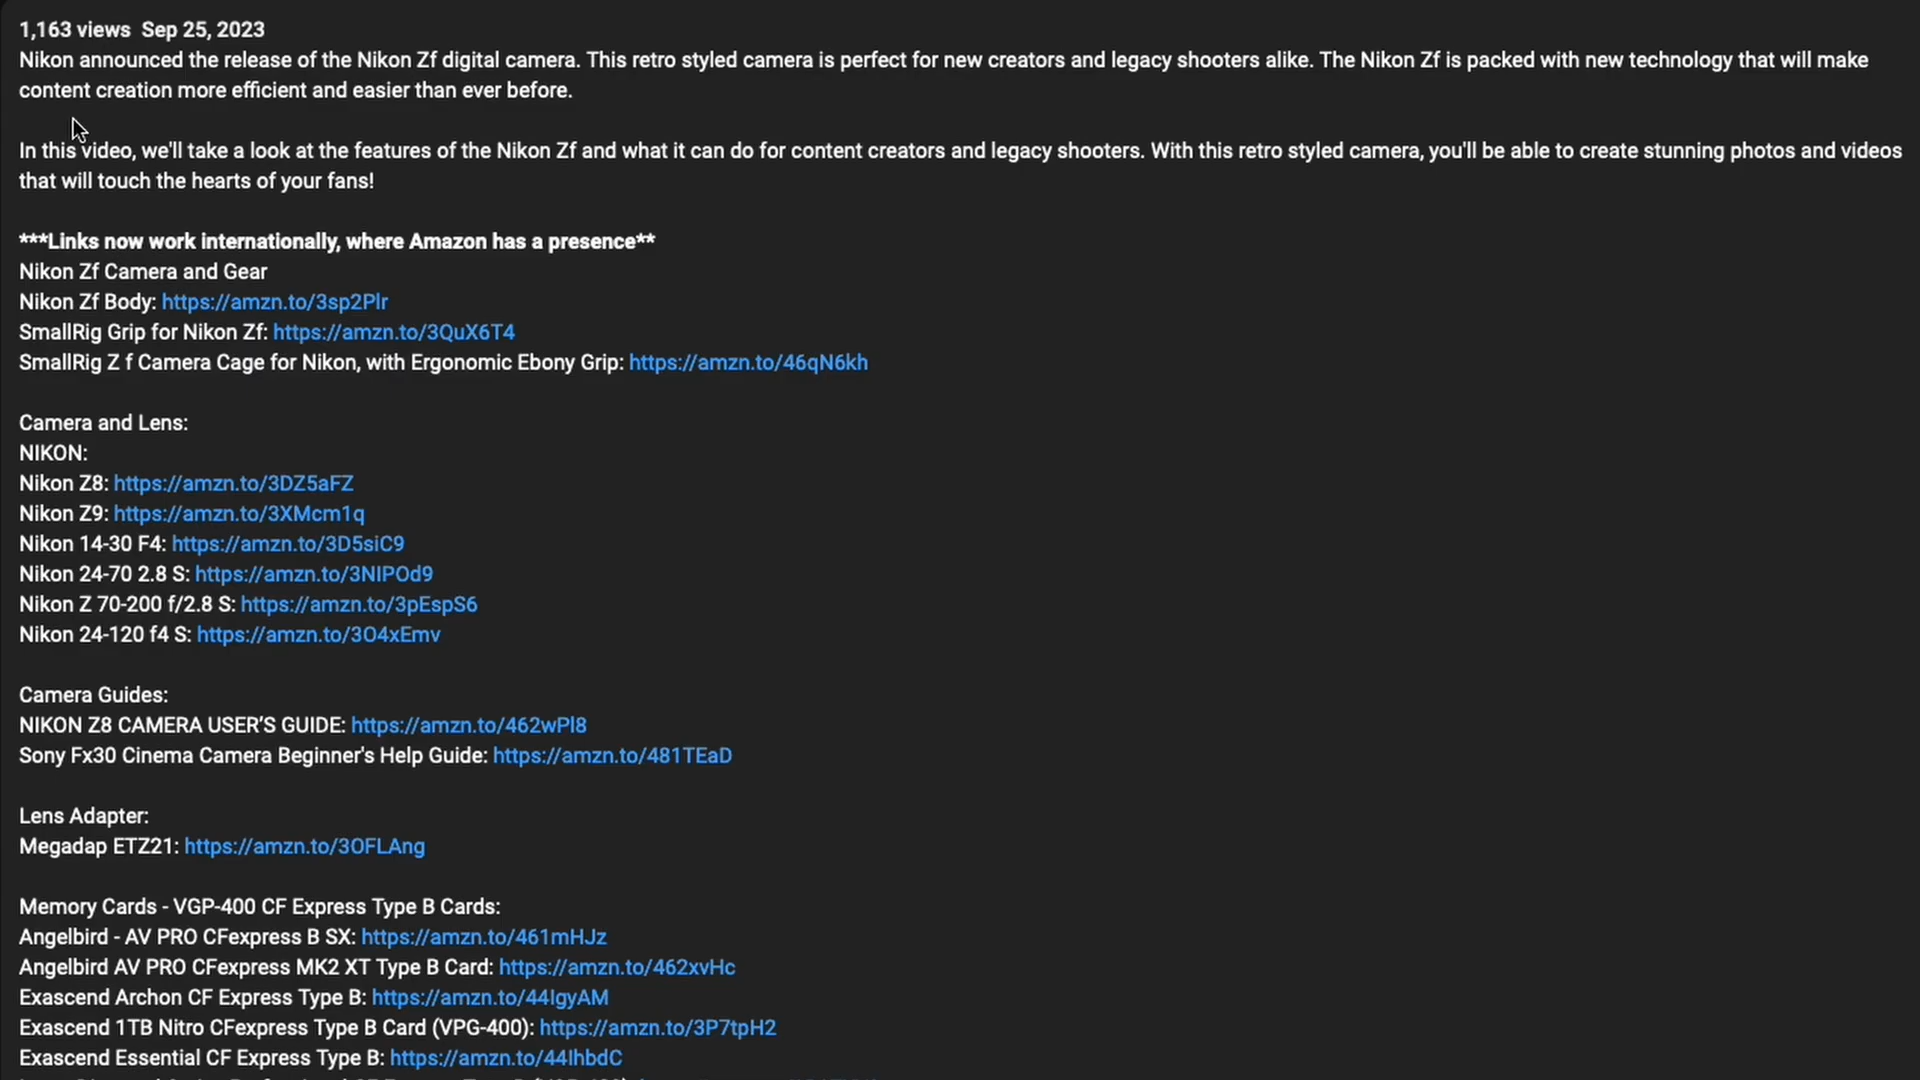 1,163 views  Sep 25, 2023
Nikon announced the release of the Nikon Zf digital camera. This retro styled camera is perfect for new creators and legacy shooters alike. The Nikon Zf is packed with new technology that will make
content creation more efficient and easier than ever before.
In this video, we'll take a look at the features of the Nikon Zf and what it can do for content creators and legacy shooters. With this retro styled camera, you'll be able to create stunning photos and videos
that will touch the hearts of your fans!
***Links now work internationally, where Amazon has a presence**
Nikon Zf Camera and Gear
Nikon Zf Body: https://amzn.to/3sp2Plr
SmallRig Grip for Nikon Zf: https://amzn.to/3QuX6T4
SmallRig Z f Camera Cage for Nikon, with Ergonomic Ebony Grip: https://amzn.to/46qN6kh
Camera and Lens:
NIKON:
Nikon Z8: https://amzn.to/3DZ5aFZ
Nikon Z9: https://amzn.to/3XMcm1q
Nikon 14-30 F4: https://amzn.to/3D5siC9
Nikon 24-70 2.8 S: https://amzn.to/3NIPOd9
Nikon Z 70-200 f/2.8 S: https://amzn.to/3pEspS6
Nikon 24-120 f4 S: https://amzn.to/3O4xEmv
Camera Guides:
NIKON Z8 CAMERA USER’S GUIDE: https://amzn.to/462wPl8
Sony Fx30 Cinema Camera Beginner's Help Guide: https://amzn.to/481TEaD
Lens Adapter:
Megadap ETZ21: https://amzn.to/3OFLAng
Memory Cards - VGP-400 CF Express Type B Cards:
Angelbird - AV PRO CFexpress B SX: https://amzn.to/461mHJz
Angelbird AV PRO CFexpress MK2 XT Type B Card: https://amzn.to/462xvHc
Exascend Archon CF Express Type B: https://amzn.to/44IgyAM
Exascend 1TB Nitro CFexpress Type B Card (VPG-400): https://amzn.to/3P7tpH2
Exascend Essential CF Express Type B: https://amzn.to/44IhbdC